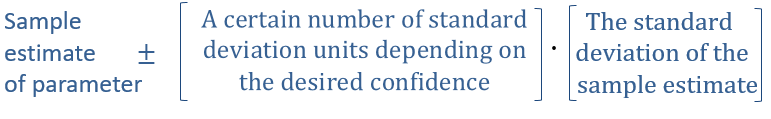 Sample
estimate ±
of parameter
A certain number of standard
deviation units depending on
the desired confidence
·
The standard
deviation of the
sample estimate